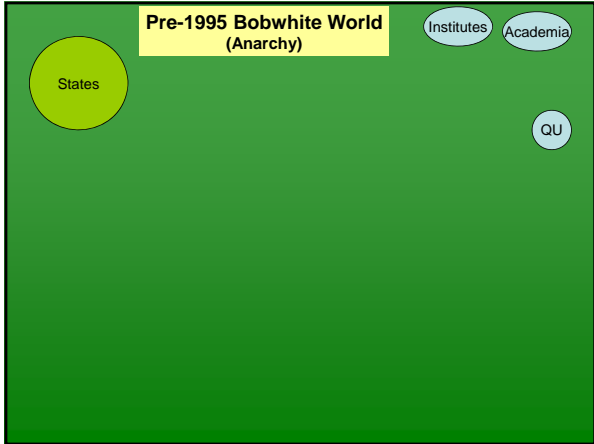 Pre-1995 Bobwhite World
(Anarchy)
Institutes
Academia
States
QU